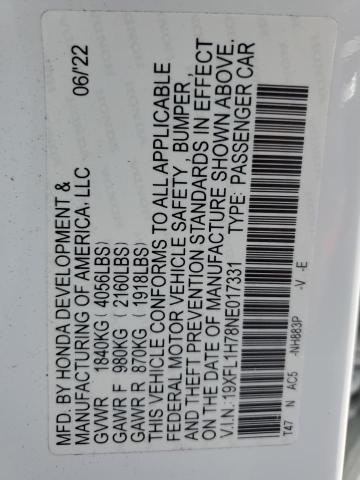 MFD. BY HONDA DEVELOPMENT & 06/'22
MANUFACTURING OF AMERICA, LLC
GVWR 1840KG ( 4056LBS)
GAWR F 980KG ( 2160LBS)
GAWR R 870KG ( 1918LBS)
THIS VEHICLE CONFORMS TO ALL APPLICABLE
FEDERAL MOTOR VEHICLE SAFETY , BUMPER ,
AND THEFT PREVENTION STANDARDS IN EFFECT
ON THE DATE OF MANUFACTURE SHOWN ABOVE.
V.I.N.: 19XFL1H78NE017331 TYPE: PASSENGER CAR
T47 N AC5 -NH883P -V -E